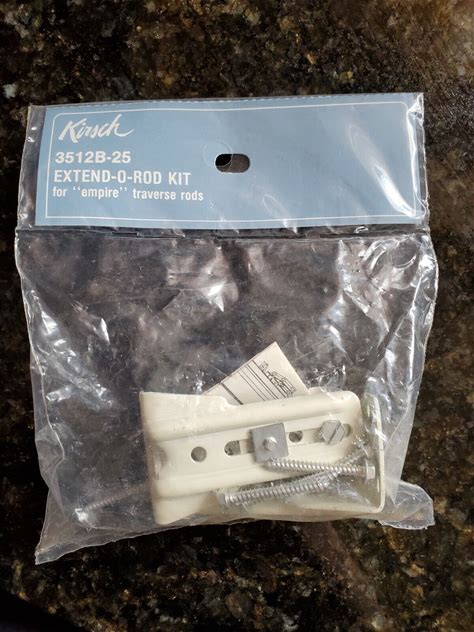 Kirsch
3512B-25
EXTEND-O-ROD KIT
for "empire" traverse rods